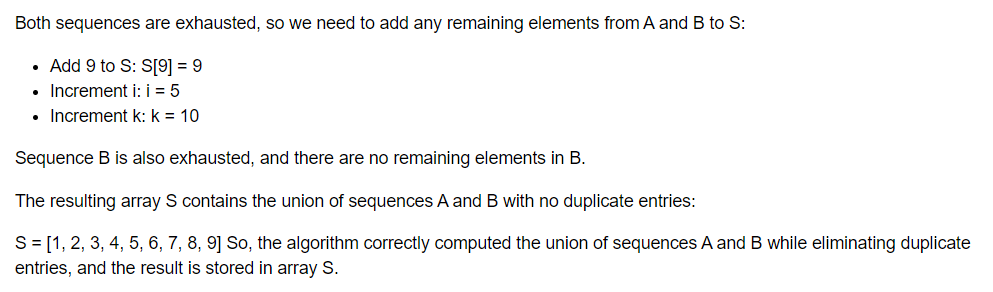 Both sequences are exhausted, so we need to add any remaining elements from A and B to S:
• Add 9 to S: S[9] = 9
• Increment i: i = 5
• Increment k: k = 10
Sequence B is also exhausted, and there are no remaining elements in B.
The resulting array S contains the union of sequences A and B with no duplicate entries:
S = [1, 2, 3, 4, 5, 6, 7, 8, 9] So, the algorithm correctly computed the union of sequences A and B while eliminating duplicate
entries, and the result is stored in array S.